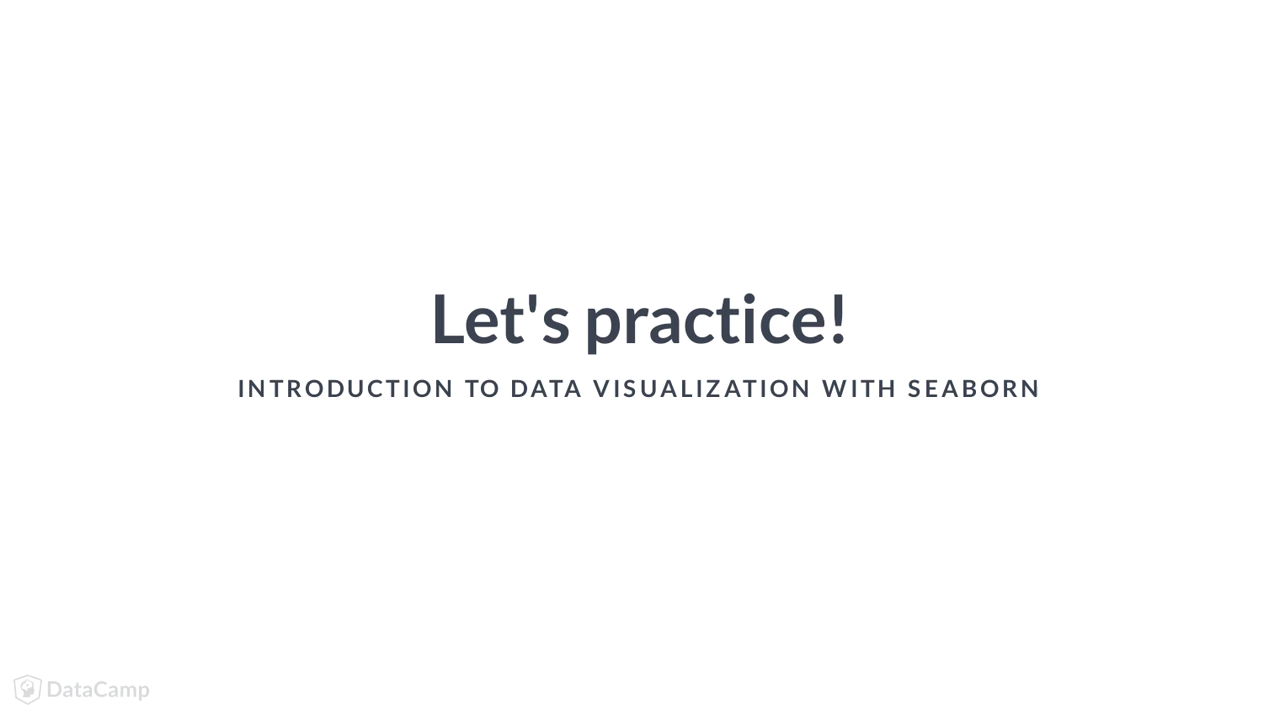 Let's practice!
INTRODUCTION TO DATA VISUALIZATION WITH SEABORN
DataCamp